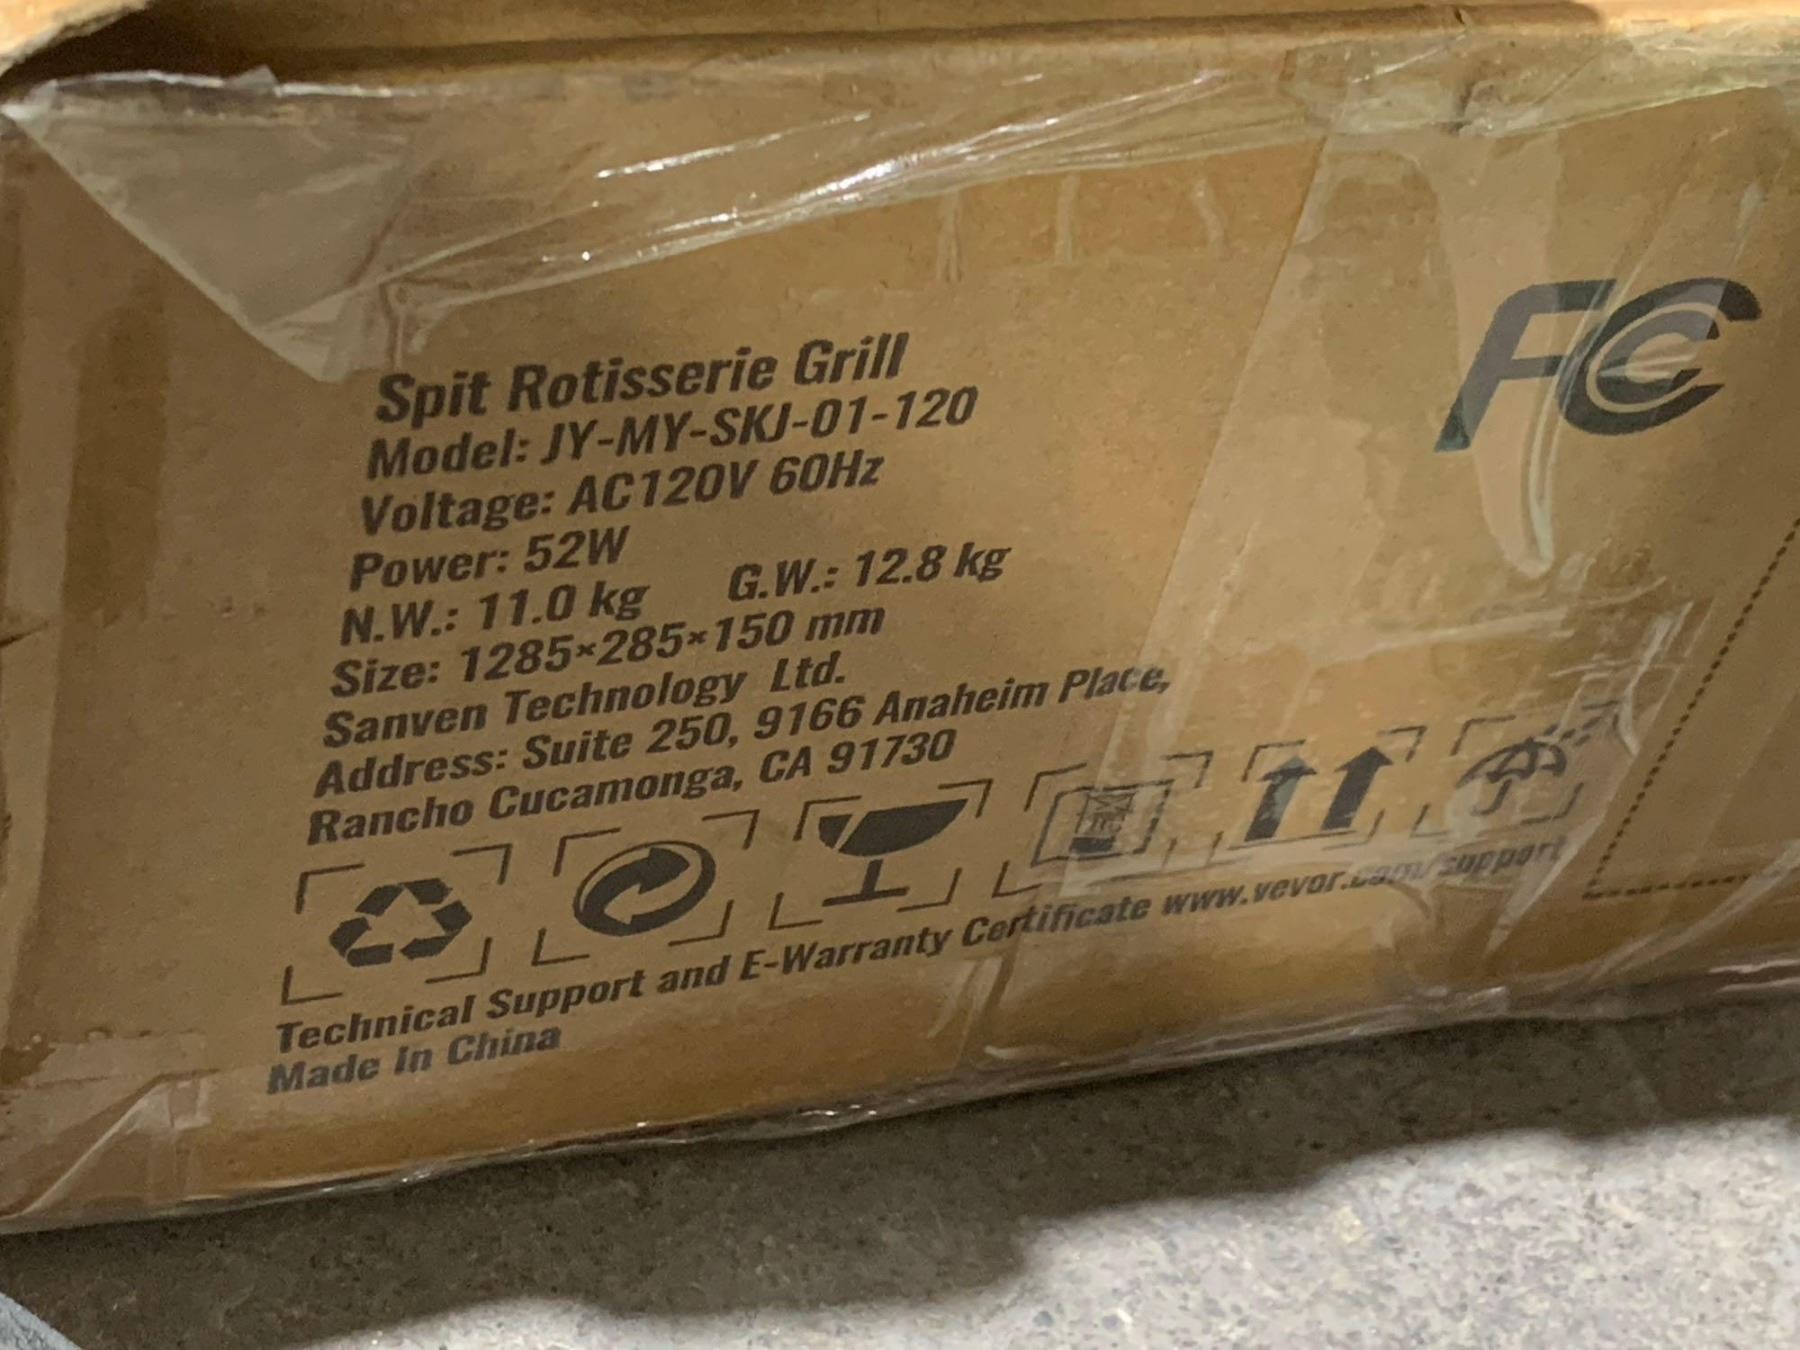 Spit Rotisserie Grill
Model: JY-MY-SKJ-01-120
Voltage: AC120V 60Hz
Power: 52W
N.W.: 11.0 kg G.W.: 12.8 kg
Size: 1285×285×150 mm
Sanven Technology Ltd.
Address: Suite 250, 9166 Anaheim Place,
Rancho Cucamonga, CA 91730
Technical Support and E-Warranty Certificate www.vevor.com/support
Made In China
FC